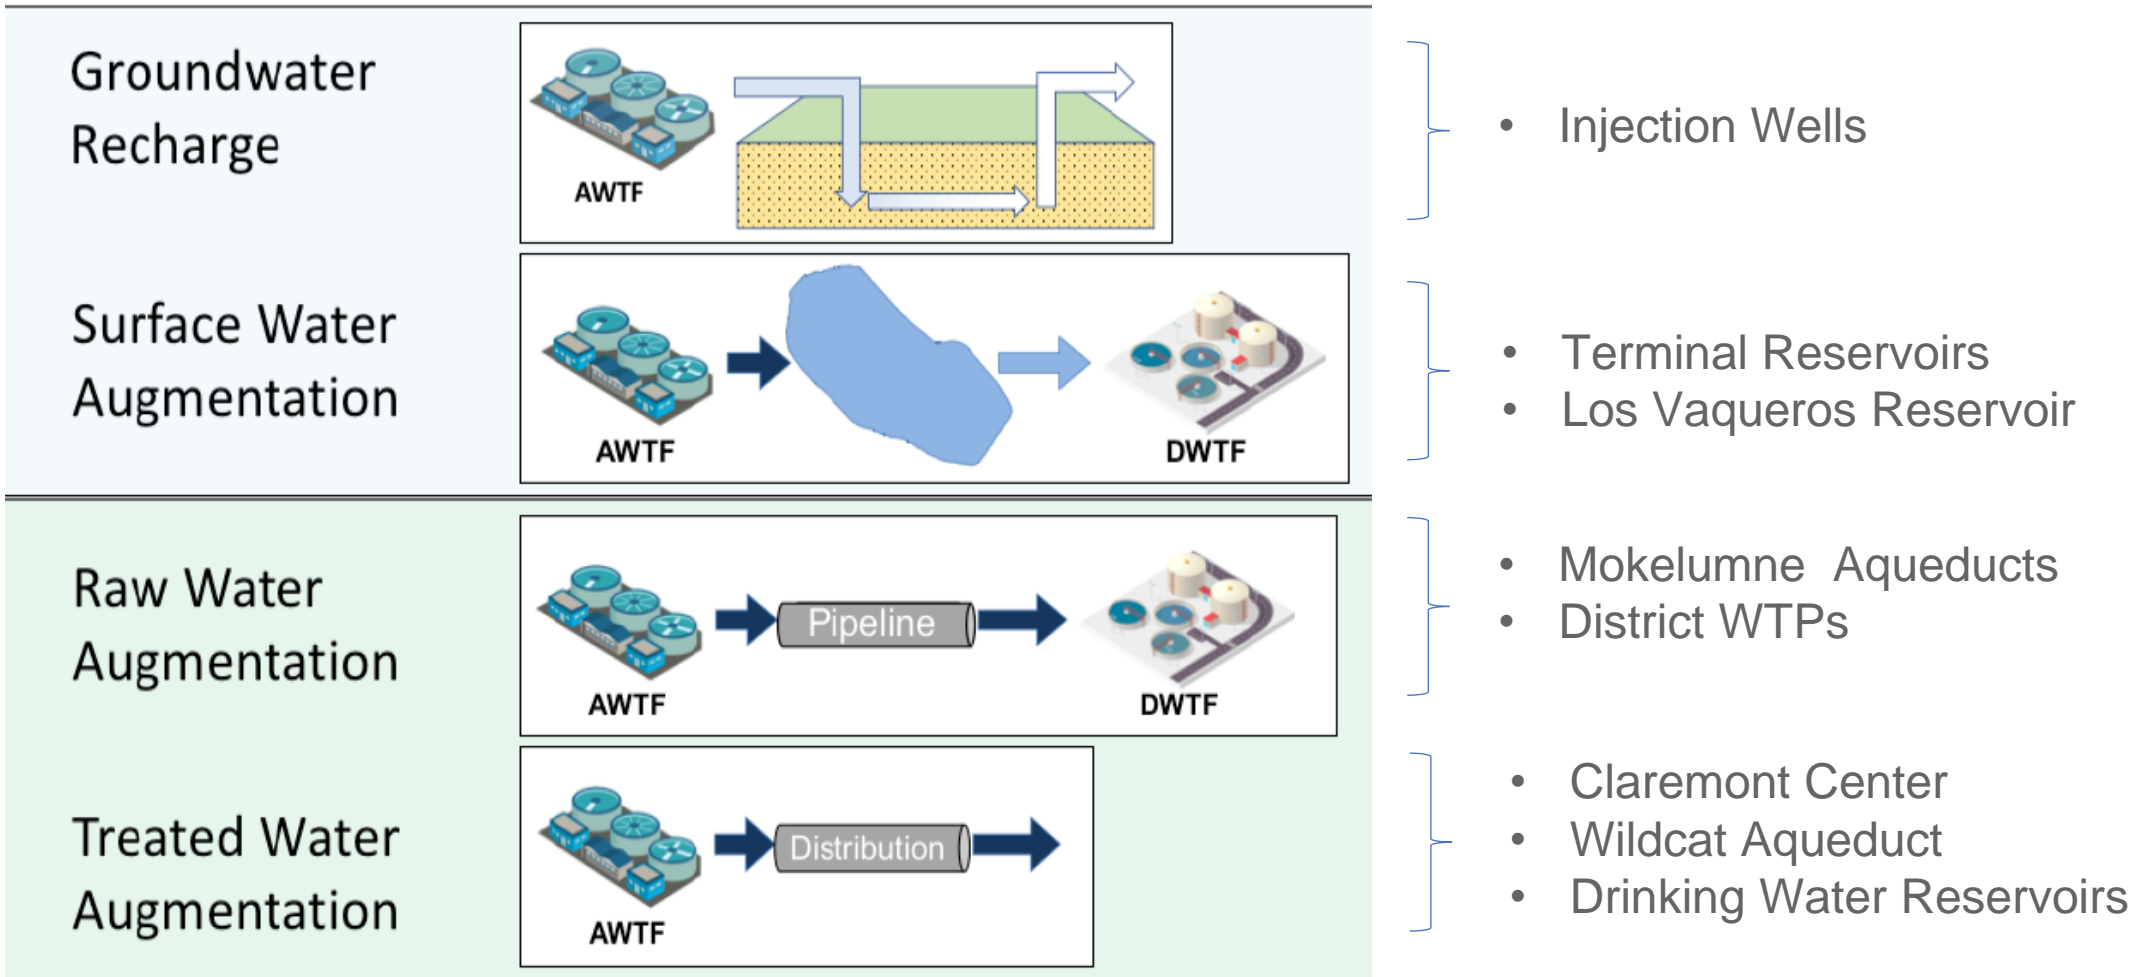 Groundwater
Recharge
AWTF
• Injection Wells
Surface Water
Augmentation
AWTF
DWTF
• Terminal Reservoirs
• Los Vaqueros Reservoir
Raw Water
Augmentation
Pipeline
AWTF
DWTF
• Mokelumne  Aqueducts
• District WTPs
Treated Water
Augmentation
Distribution
AWTF
• Claremont Center
• Wildcat Aqueduct
• Drinking Water Reservoirs